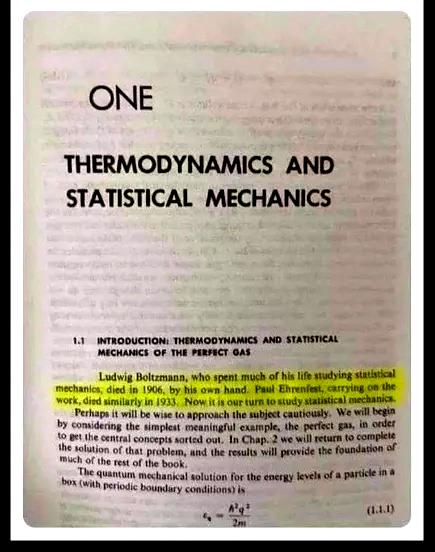 ONE
THERMODYNAMICS AND
STATISTICAL MECHANICS
1.1 INTRODUCTION: THERMODYNAMICS AND STATISTICAL
MECHANICS OF THE PERFECT GAS
Ludwig Boltzmann, who spent much of his life studying statistical
mechanics, died in 1906, by his own hand. Paul Ehrenfest, carrying on the
work, died similarly in 1933. Now it is our turn to study statistical mechanics.
Perhaps it will be wise to approach the subject cautiously. We will begin
by considering the simplest meaningful example, the perfect gas, in order
to get the central concepts sorted out. In Chap. 2 we will return to complete
the solution of that problem, and the results will provide the foundation of
much of the rest of the book.
The quantum mechanical solution for the energy levels of a particle in a
box (with periodic boundary conditions) is
ε_q = ħ²q²/2m (1.1.1)